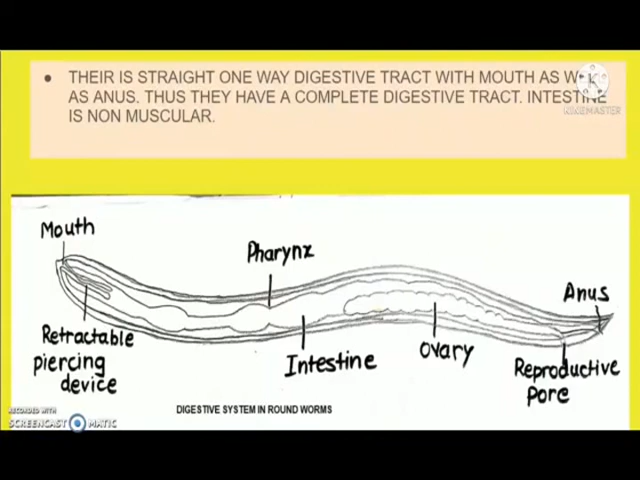 • THEIR IS STRAIGHT ONE WAY DIGESTIVE TRACT WITH MOUTH AS W
AS ANUS. THUS THEY HAVE A COMPLETE DIGESTIVE TRACT. INTESTINE
IS NON MUSCULAR.
K
KINEMASTER
Mouth
Pharynx
Anus
Retractable
piercing
device
Intestine
Ovary
Reproductive
pore
RECORDED WITH
SCREENCAST MATIC
DIGESTIVE SYSTEM IN ROUND WORMS